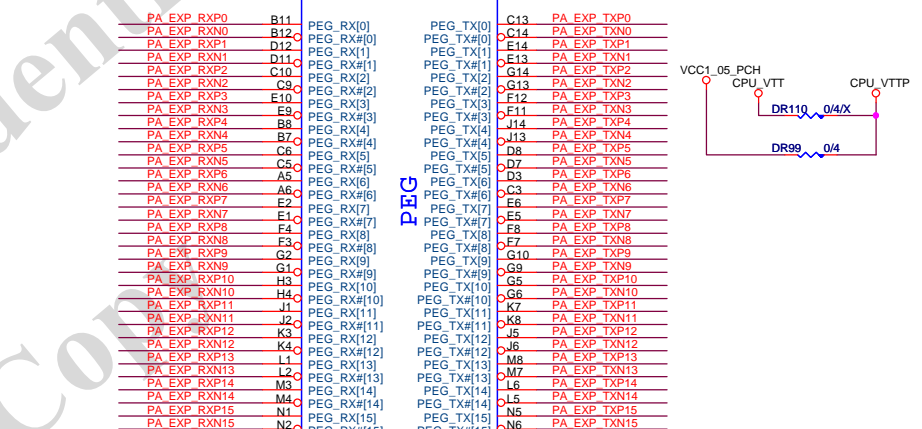 PA_EXP_RXP0 B11 PEG_RX[0] PEG_TX[0] C13 PA_EXP_TXP0
PA_EXP_RXN0 B12 PEG_RX#[0] PEG_TX#[0] C14 PA_EXP_TXN0
PA_EXP_RXP1 D12 PEG_RX[1] PEG_TX[1] E14 PA_EXP_TXP1
PA_EXP_RXN1 D11 PEG_RX#[1] PEG_TX#[1] E13 PA_EXP_TXN1
PA_EXP_RXP2 C10 PEG_RX[2] PEG_TX[2] G14 PA_EXP_TXP2
PA_EXP_RXN2 C9 PEG_RX#[2] PEG_TX#[2] G13 PA_EXP_TXN2
PA_EXP_RXP3 E10 PEG_RX[3] PEG_TX[3] F12 PA_EXP_TXP3
PA_EXP_RXN3 E9 PEG_RX#[3] PEG_TX#[3] F11 PA_EXP_TXN3
PA_EXP_RXP4 B8 PEG_RX[4] PEG_TX[4] J14 PA_EXP_TXP4
PA_EXP_RXN4 B7 PEG_RX#[4] PEG_TX#[4] J13 PA_EXP_TXN4
PA_EXP_RXP5 C6 PEG_RX[5] PEG_TX[5] D8 PA_EXP_TXP5
PA_EXP_RXN5 C5 PEG_RX#[5] PEG_TX#[5] D7 PA_EXP_TXN5
PA_EXP_RXP6 A5 PEG_RX[6] PEG_TX[6] D3 PA_EXP_TXP6
PA_EXP_RXN6 A6 PEG_RX#[6] PEG_TX#[6] C3 PA_EXP_TXN6
PA_EXP_RXP7 E2 PEG_RX[7] PEG_TX[7] E6 PA_EXP_TXP7
PA_EXP_RXN7 E1 PEG_RX#[7] PEG_TX#[7] E5 PA_EXP_TXN7
PA_EXP_RXP8 F4 PEG_RX[8] PEG_TX[8] F8 PA_EXP_TXP8
PA_EXP_RXN8 F3 PEG_RX#[8] PEG_TX#[8] F7 PA_EXP_TXN8
PA_EXP_RXP9 G2 PEG_RX[9] PEG_TX[9] G10 PA_EXP_TXP9
PA_EXP_RXN9 G1 PEG_RX#[9] PEG_TX#[9] G9 PA_EXP_TXN9
PA_EXP_RXP10 H3 PEG_RX[10] PEG_TX[10] G5 PA_EXP_TXP10
PA_EXP_RXN10 H4 PEG_RX#[10] PEG_TX#[10] G6 PA_EXP_TXN10
PA_EXP_RXP11 J1 PEG_RX[11] PEG_TX[11] K7 PA_EXP_TXP11
PA_EXP_RXN11 J2 PEG_RX#[11] PEG_TX#[11] K8 PA_EXP_TXN11
PA_EXP_RXP12 K3 PEG_RX[12] PEG_TX[12] J5 PA_EXP_TXP12
PA_EXP_RXN12 K4 PEG_RX#[12] PEG_TX#[12] J6 PA_EXP_TXN12
PA_EXP_RXP13 L1 PEG_RX[13] PEG_TX[13] M8 PA_EXP_TXP13
PA_EXP_RXN13 L2 PEG_RX#[13] PEG_TX#[13] M7 PA_EXP_TXN13
PA_EXP_RXP14 M3 PEG_RX[14] PEG_TX[14] L6 PA_EXP_TXP14
PA_EXP_RXN14 M4 PEG_RX#[14] PEG_TX#[14] L5 PA_EXP_TXN14
PA_EXP_RXP15 N1 PEG_RX[15] PEG_TX[15] N5 PA_EXP_TXP15
PA_EXP_RXN15 N2 PEG_RX#[15] PEG_TX#[15] N6 PA_EXP_TXN15
PEG
VCC1_05_PCH
CPU_VTT CPU_VTTP
DR110 0/4/X
DR99 0/4
Copy